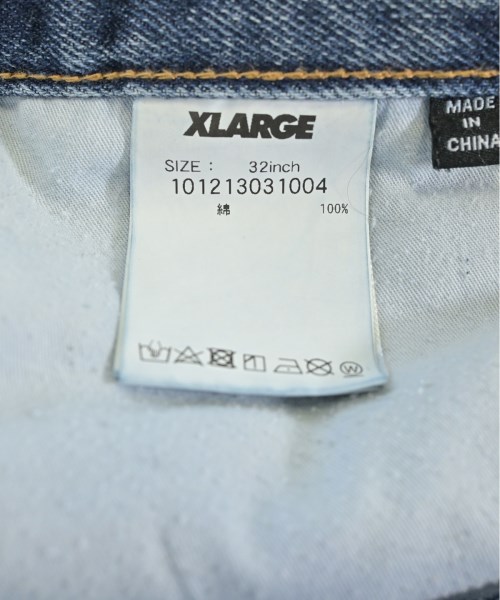 XLARGE
SIZE : 32inch
101213031004
綿 100%
W
MADE
IN
CHINA